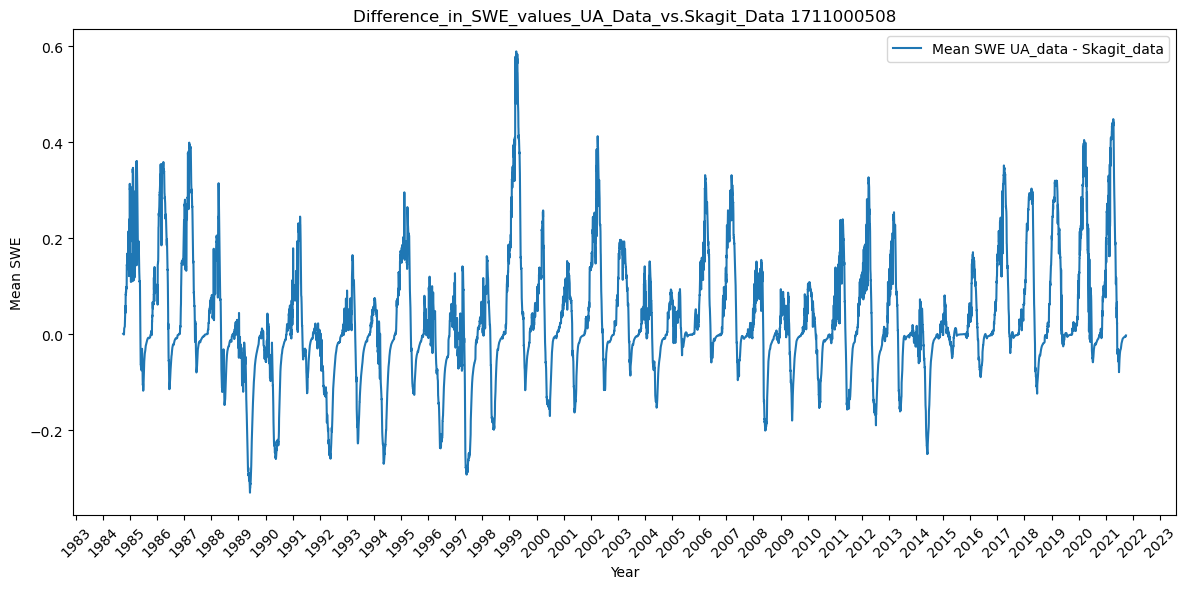 Difference_in_SWE_values_UA_Data_vs.Skagit_Data 1711000508
Mean SWE UA_data - Skagit_data
0.6
0.4
0.2
0.0
−0.2
Mean SWE
1983 1984 1985 1986 1987 1988 1989 1990 1991 1992 1993 1994 1995 1996 1997 1998 1999 2000 2001 2002 2003 2004 2005 2006 2007 2008 2009 2010 2011 2012 2013 2014 2015 2016 2017 2018 2019 2020 2021 2022 2023
Year